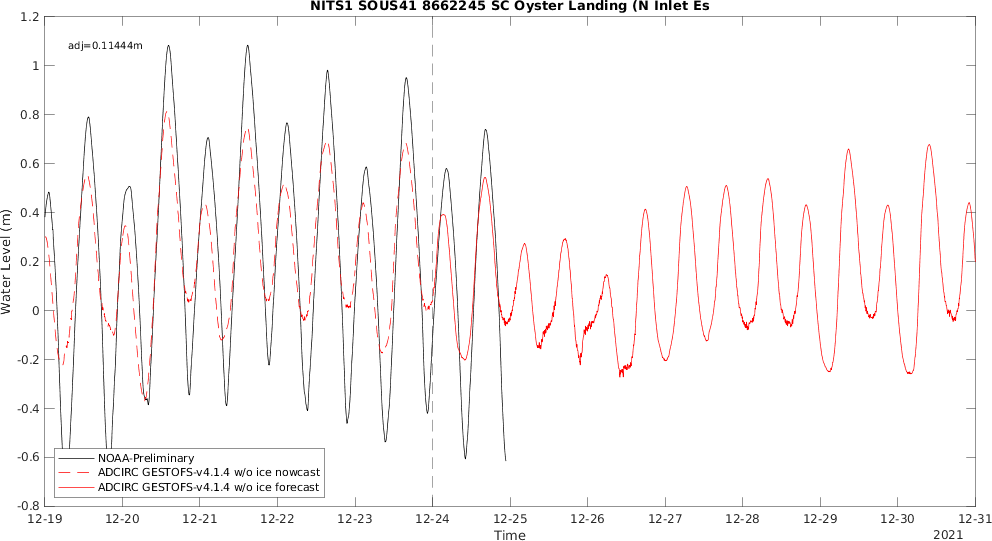 NITS1 SOUS41 8662245 SC Oyster Landing (N Inlet Es
adj=0.11444m
Water Level (m)
1.2
1
0.8
0.6
0.4
0.2
0
-0.2
-0.4
-0.6
-0.8
NOAA-Preliminary
ADCIRC GESTOFS-v4.1.4 w/o ice nowcast
ADCIRC GESTOFS-v4.1.4 w/o ice forecast
12-19 12-20 12-21 12-22 12-23 12-24 12-25 12-26 12-27 12-28 12-29 12-30 12-31
Time
2021